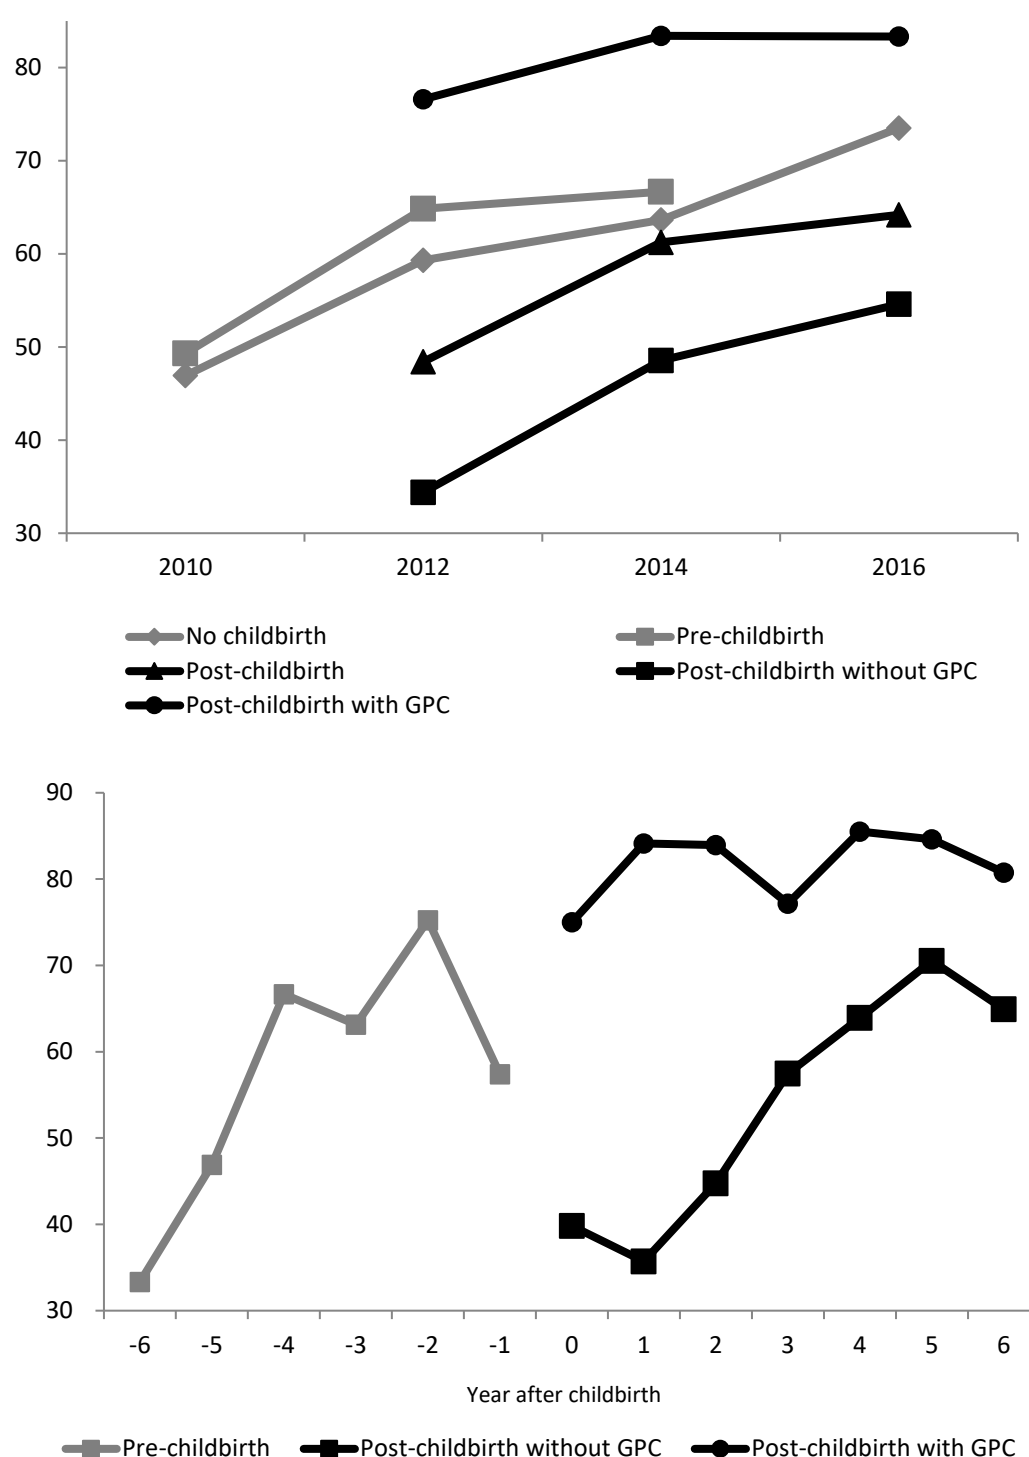 80
70
60
50
40
30
2010 2012 2014 2016
No childbirth Pre-childbirth
Post-childbirth Post-childbirth without GPC
Post-childbirth with GPC
90
80
70
60
50
40
30
-6 -5 -4 -3 -2 -1 0 1 2 3 4 5 6
Year after childbirth
Pre-childbirth Post-childbirth without GPC Post-childbirth with GPC